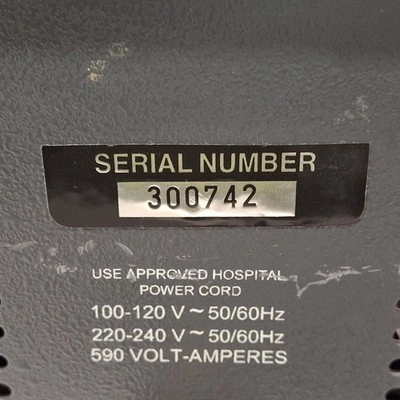 SERIAL NUMBER
300742
USE APPROVED HOSPITAL
POWER CORD
100-120 V ~ 50/60Hz
220-240 V ~ 50/60Hz
590 VOLT-AMPERES